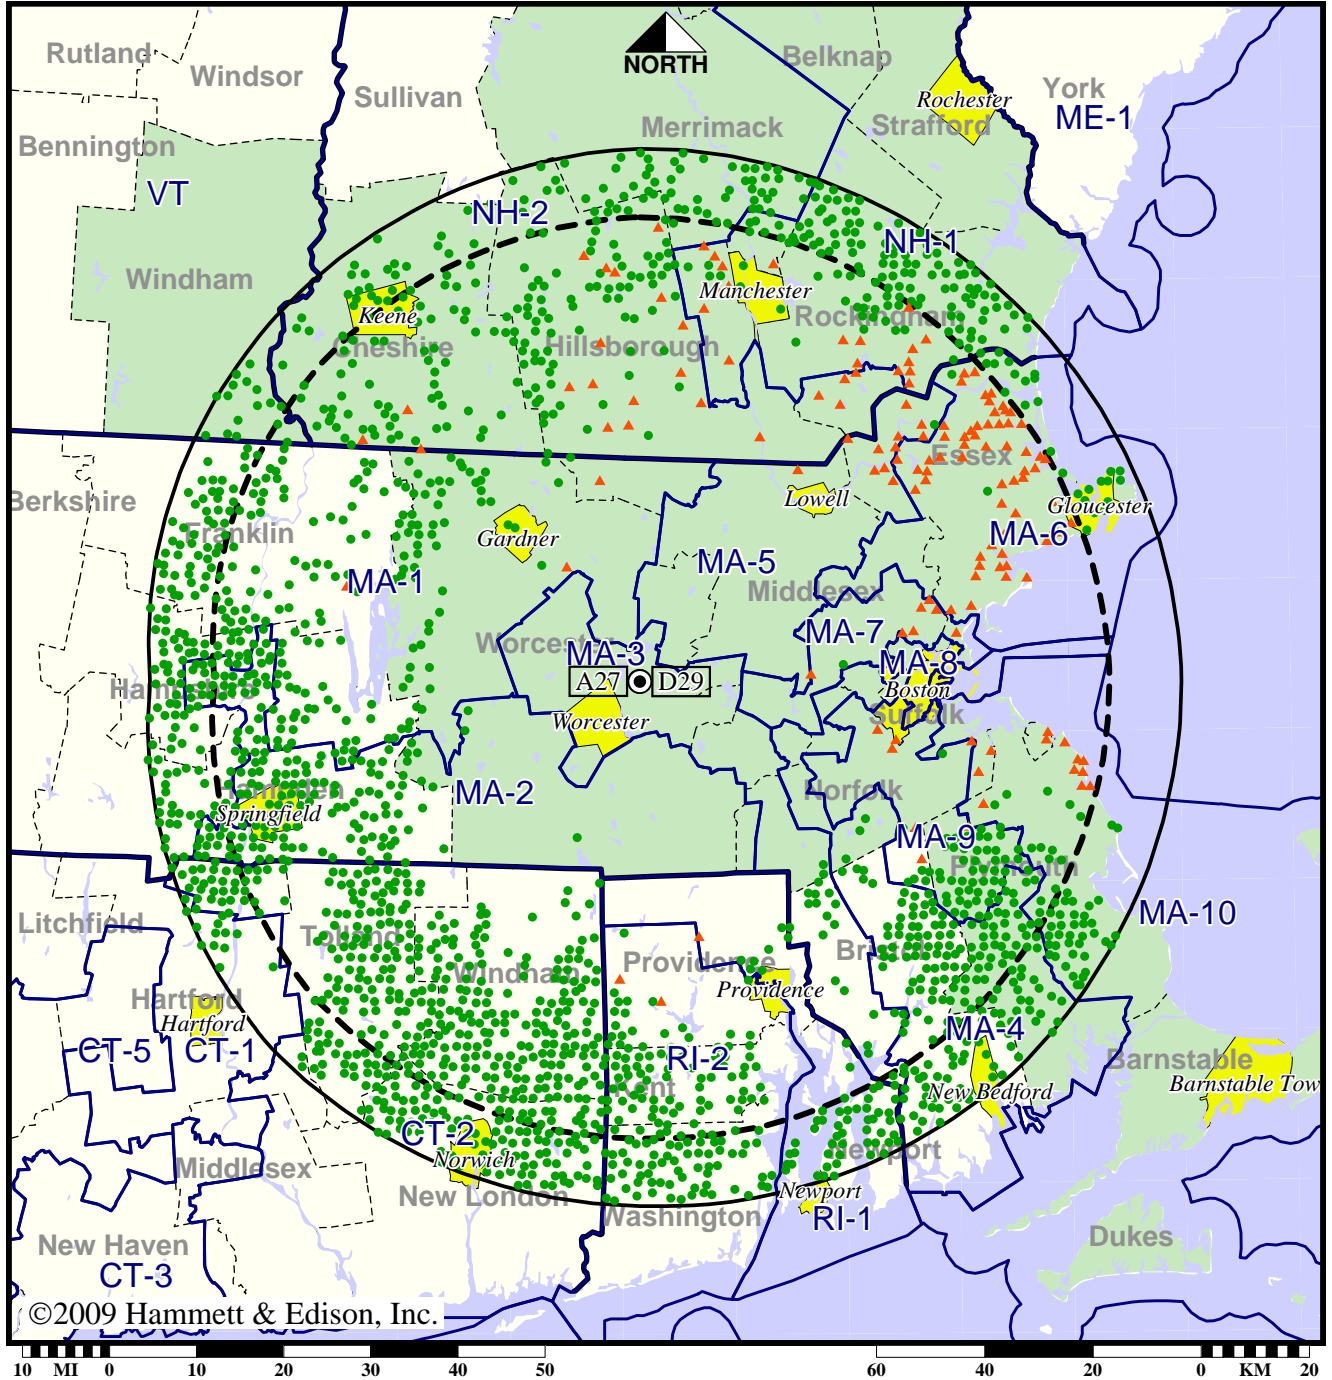 Rutland
Windsor
Sullivan
Belknap
York
ME-1
NORTH
Rochester
Strafford
Merrimack
Bennington
VT
NH-2
NH-1
Windham
Manchester
Keene
Rockingham
Cheshire
Hillsborough
Essex
Berkshire
Lowell
Gloucester
Franklin
Gardner
MA-6
MA-5
MA-1
Middlesex
MA-7
Worcester
MA-3
MA-8
A27
D29
Boston
Hampshire
Suffolk
Worcester
MA-2
Norfolk
Hampden
Springfield
MA-9
Plymouth
Litchfield
MA-10
Tolland
Bristol
Windham
Providence
Providence
Hartford
Hartford
MA-4
CT-5
CT-1
RI-2
Barnstable
Kent
New Bedford
Barnstable Tow
CT-2
Norwich
Newport
Middlesex
New London
Newport
RI-1
Washington
Dukes
New Haven
CT-3
©2009 Hammett & Edison, Inc.
10 MI 0 10 20 30 40 50 60 40 20 0 KM 20